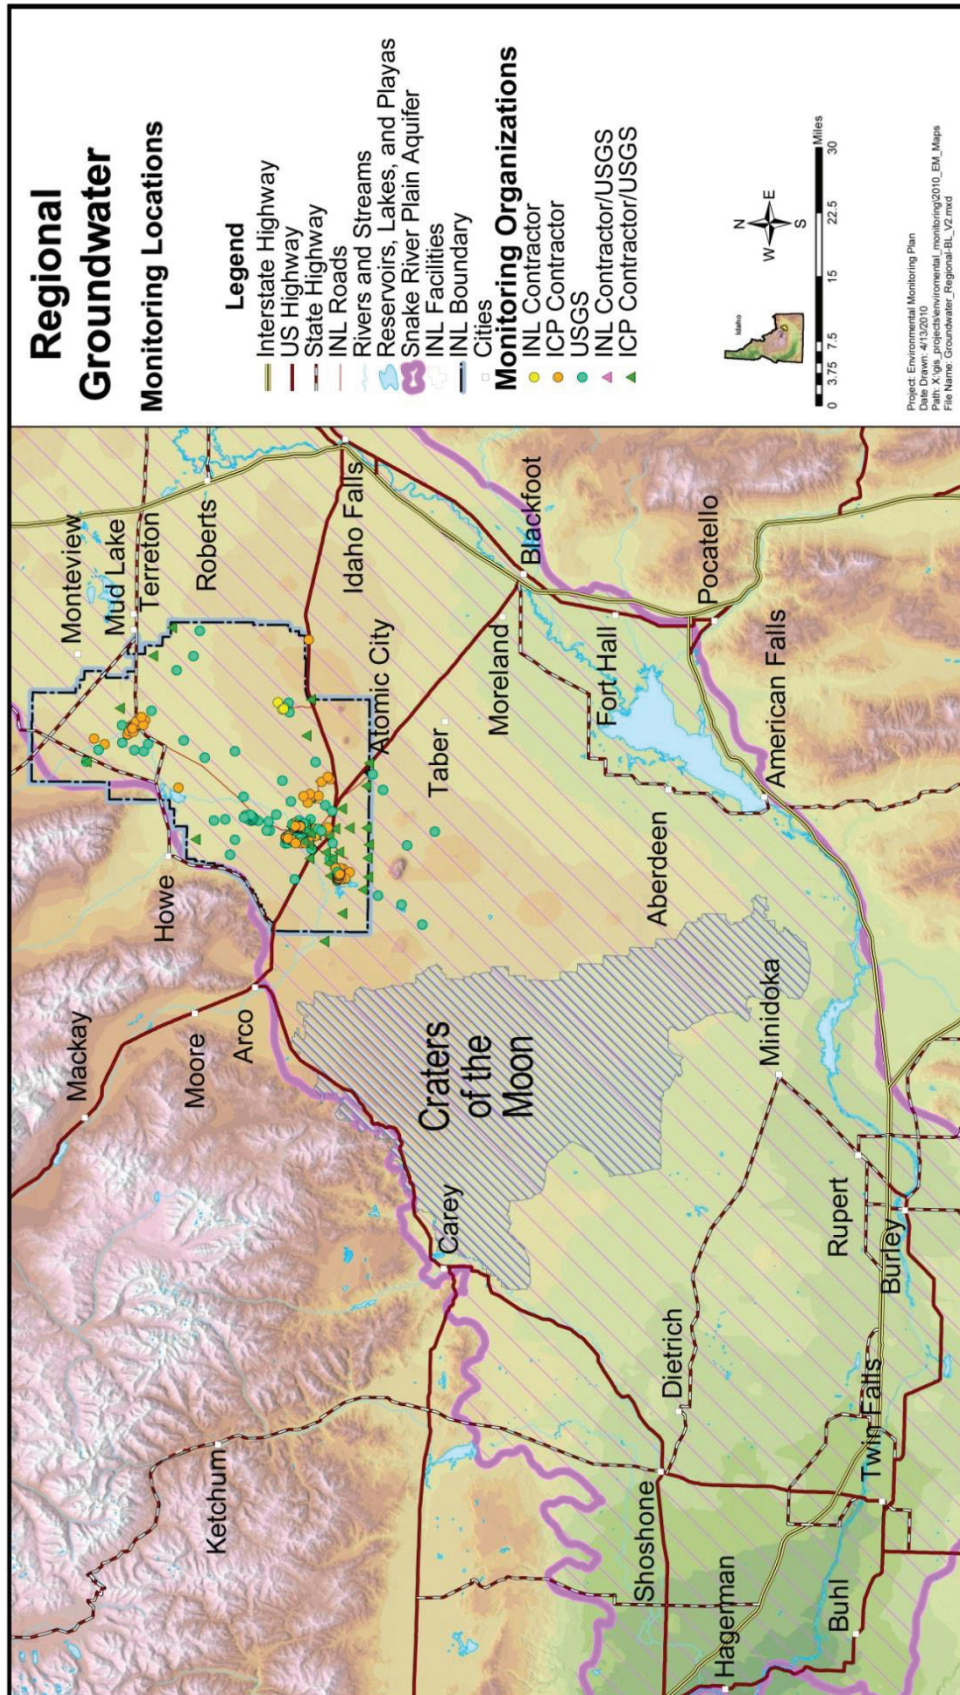 Regional
Groundwater
Monitoring Locations
Legend
Interstate Highway
US Highway
State Highway
INL Roads
Rivers and Streams
Reservoirs, Lakes, and Playas
Snake River Plain Aquifer
INL Facilities
INL Boundary
Cities
Monitoring Organizations
INL Contractor
ICP Contractor
USGS
INL Contractor/USGS
ICP Contractor/USGS
Idaho
N
W E
S
Miles
0 3.75 7.5 15 22.5 30
Project: Environmental Monitoring Plan
Date Drawn: 4/13/2010
Path: X:\gis_projects\enviromental_monitoring\2010_EM_Maps
File Name: Groundwater_Regional-BL_V2.mxd
Monteview
Mud Lake
Terreton
Roberts
Idaho Falls
Howe
Mackay
Moore
Arco
Atomic City
Taber
Moreland
Blackfoot
Fort Hall
Pocatello
American Falls
Aberdeen
Craters
of the
Moon
Minidoka
Carey
Ketchum
Rupert
Burley
Dietrich
Shoshone
Twin Falls
Hagerman
Buhl